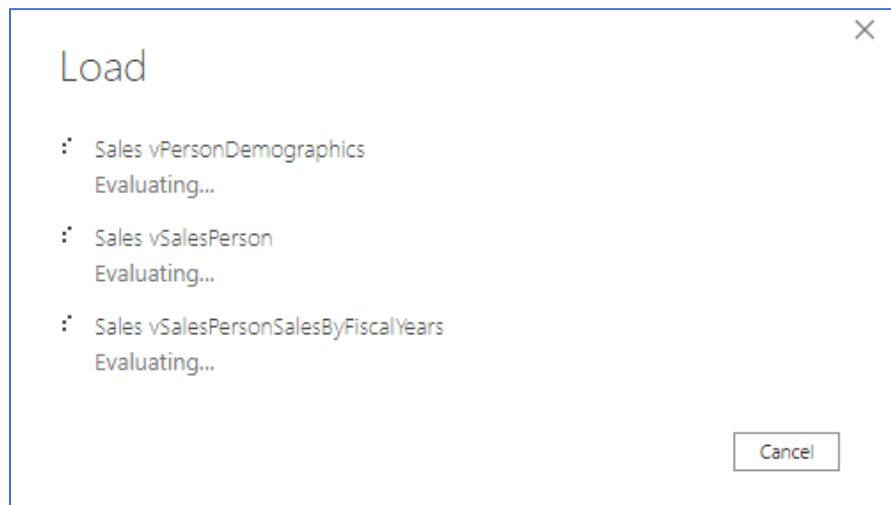 Load
Sales vPersonDemographics
Evaluating...
Sales vSalesPerson
Evaluating...
Sales vSalesPersonSalesByFiscalYears
Evaluating...
Cancel